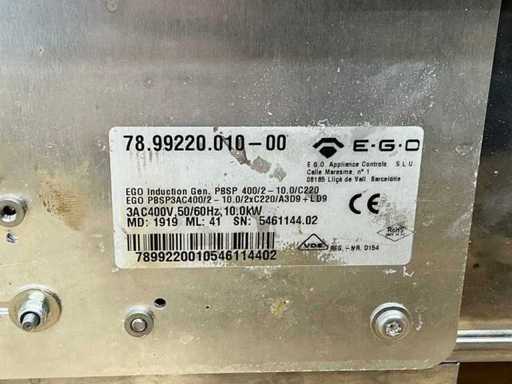 78.99220.010-00
E·G·O
E.G.O. Appliance Controls S.L.U.
Calle Maresme, nº 1
08185 Lliçà de Vall. Barcelona
EGO Induction Gen. PBSP 400/2-10.0/C220
EGO PBSP3AC400/2-10.0/2xC220/A3D9+LD9
3AC400V,50/60Hz,10.0kW
MD: 1919 ML: 41 SN: 5461144.02
CE
RoHS
VDE
REG.-NR. D154
7899220010546114402